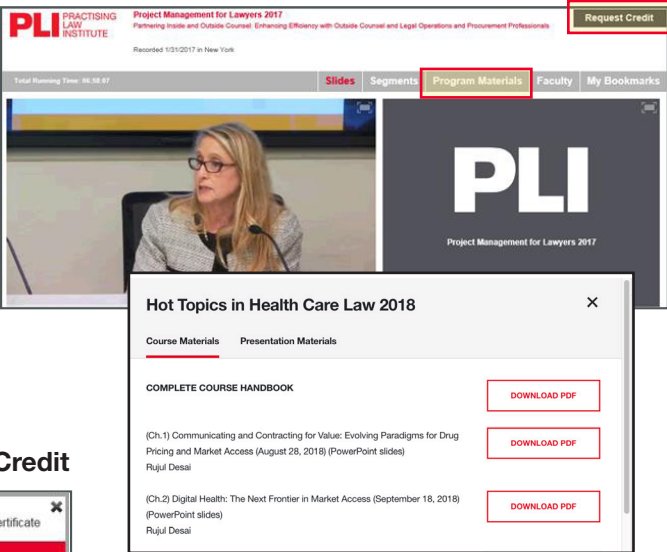 PLI PRACTISING
LAW
INSTITUTE
Project Management for Lawyers 2017
Partnering Inside and Outside Counsel: Enhancing Efficiency with Outside Counsel and Legal Operations and Procurement Professionals
Recorded 1/31/2017 in New York
Request Credit
Total Running Time: 06:50:07
Slides Segments Program Materials Faculty My Bookmarks
PLI
Project Management for Lawyers 2017
Hot Topics in Health Care Law 2018 ×
Course Materials Presentation Materials
COMPLETE COURSE HANDBOOK
DOWNLOAD PDF
(Ch.1) Communicating and Contracting for Value: Evolving Paradigms for Drug
Pricing and Market Access (August 28, 2018) (PowerPoint slides)
Rujul Desai
DOWNLOAD PDF
(Ch.2) Digital Health: The Next Frontier in Market Access (September 18, 2018)
(PowerPoint slides)
Rujul Desai
DOWNLOAD PDF
Credit
ertificate ×